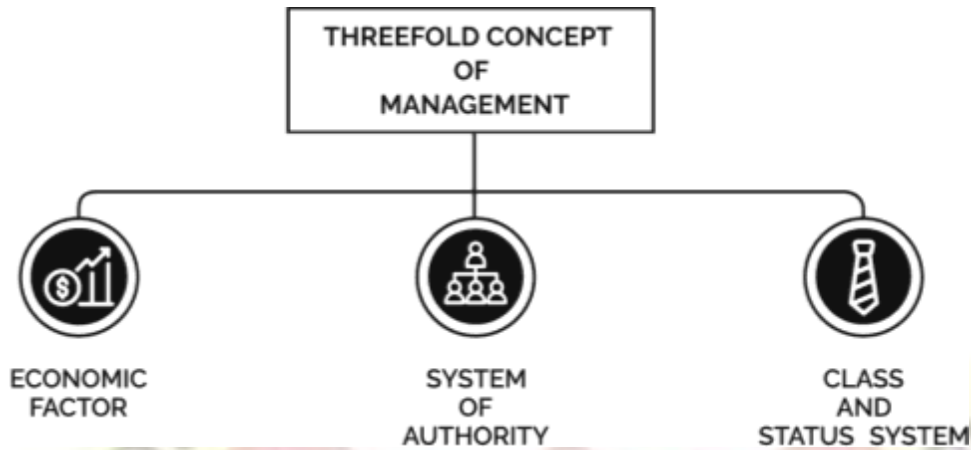 THREEFOLD CONCEPT
OF
MANAGEMENT
$
ECONOMIC
FACTOR
SYSTEM
OF
AUTHORITY
CLASS
AND
STATUS SYSTEM